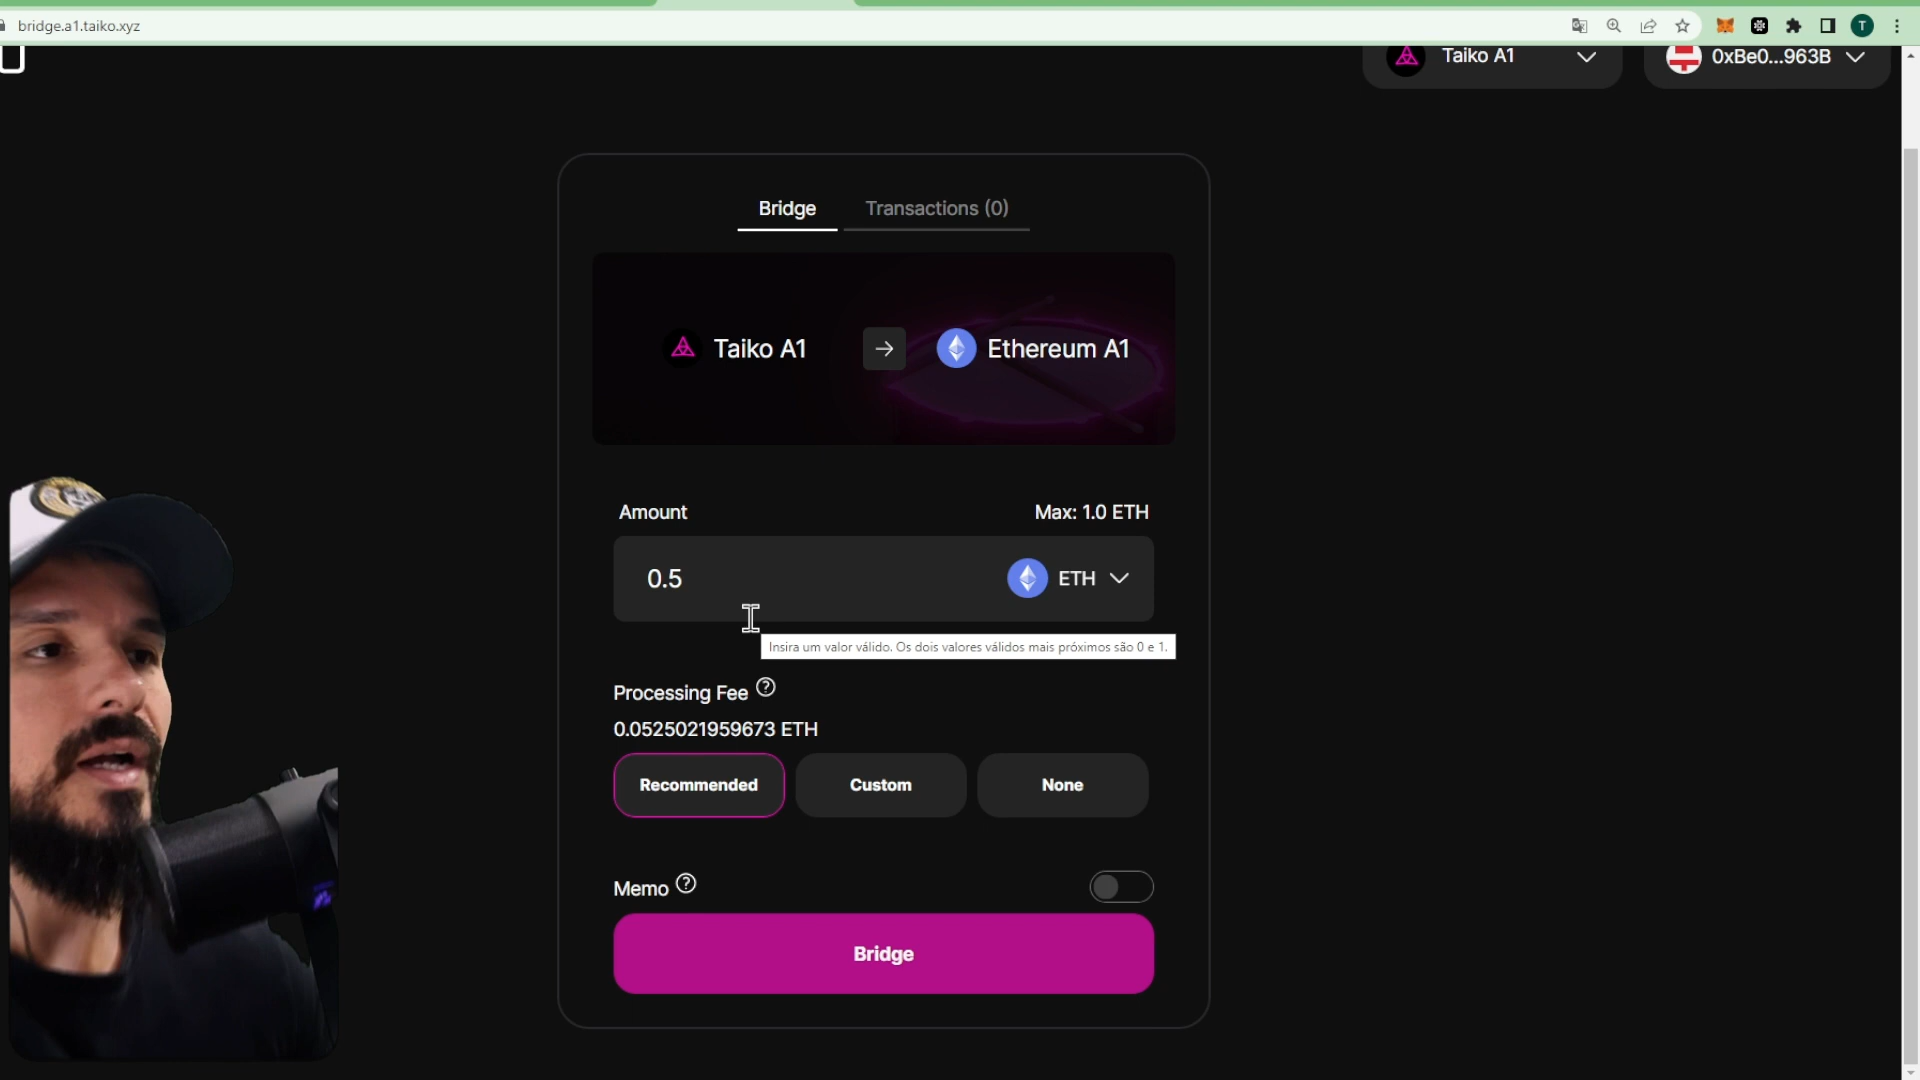 bridge.a1.taiko.xyz
T
Taiko A1
0xBe0...963B
Bridge
Transactions (0)
Taiko A1
Ethereum A1
Amount
Max: 1.0 ETH
0.5
ETH
Insira um valor válido. Os dois valores válidos mais próximos são 0 e 1.
Processing Fee ?
0.0525021959673 ETH
Recommended
Custom
None
Memo ?
Bridge